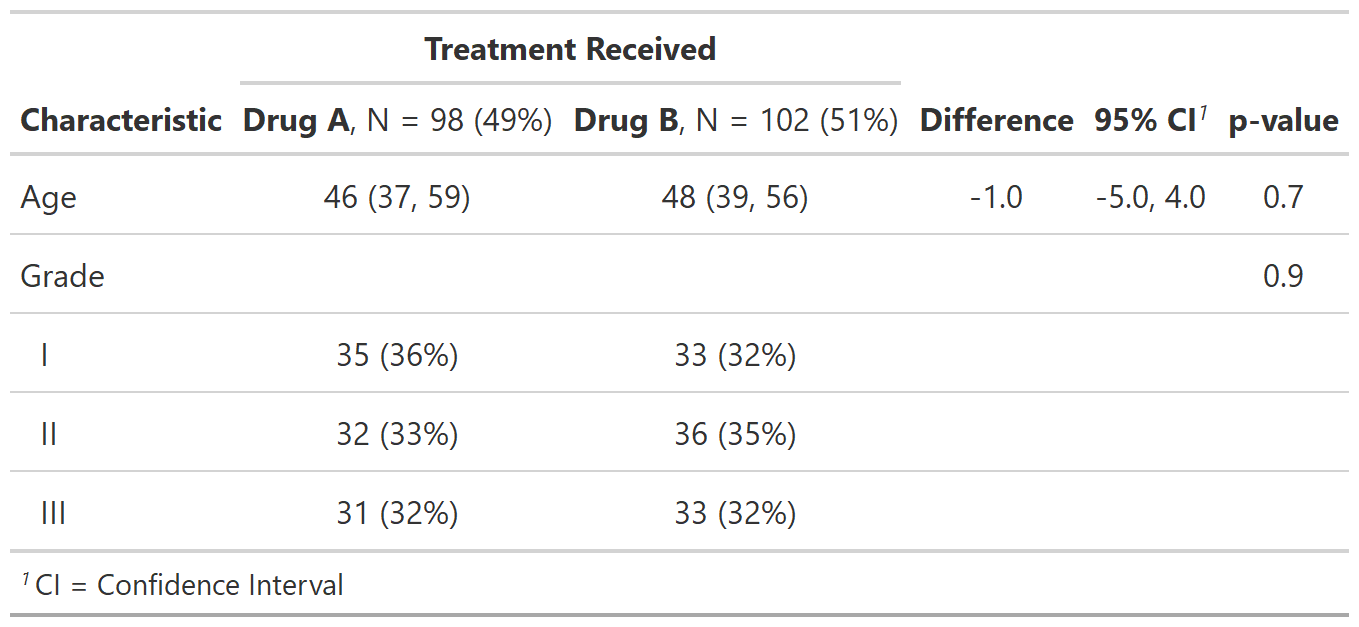 Treatment Received
Characteristic Drug A, N = 98 (49%) Drug B, N = 102 (51%) Difference 95% CI1 p-value
Age 46 (37, 59) 48 (39, 56) -1.0 -5.0, 4.0 0.7
Grade 0.9
I 35 (36%) 33 (32%)
II 32 (33%) 36 (35%)
III 31 (32%) 33 (32%)
1 CI = Confidence Interval